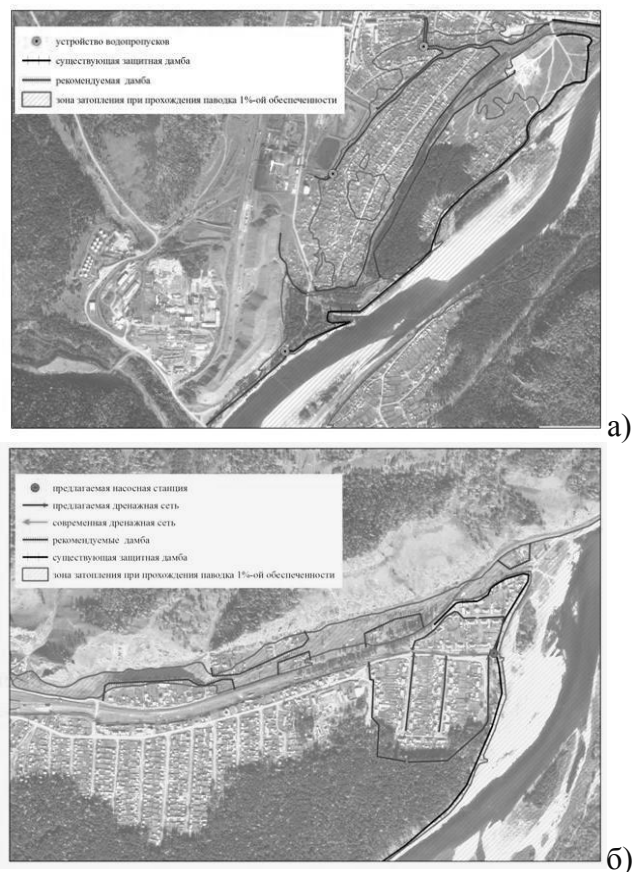 устройство водопропусков
существующая защитная дамба
рекомендуемая дамба
зона затопления при прохождения паводка 1%-ой обеспеченности
а)
предлагаемая насосная станция
предлагаемая дренажная сеть
современная дренажная сеть
рекомендуемые дамба
существующая защитная дамба
зона затопления при прохождения паводка 1%-ой обеспеченности
б)